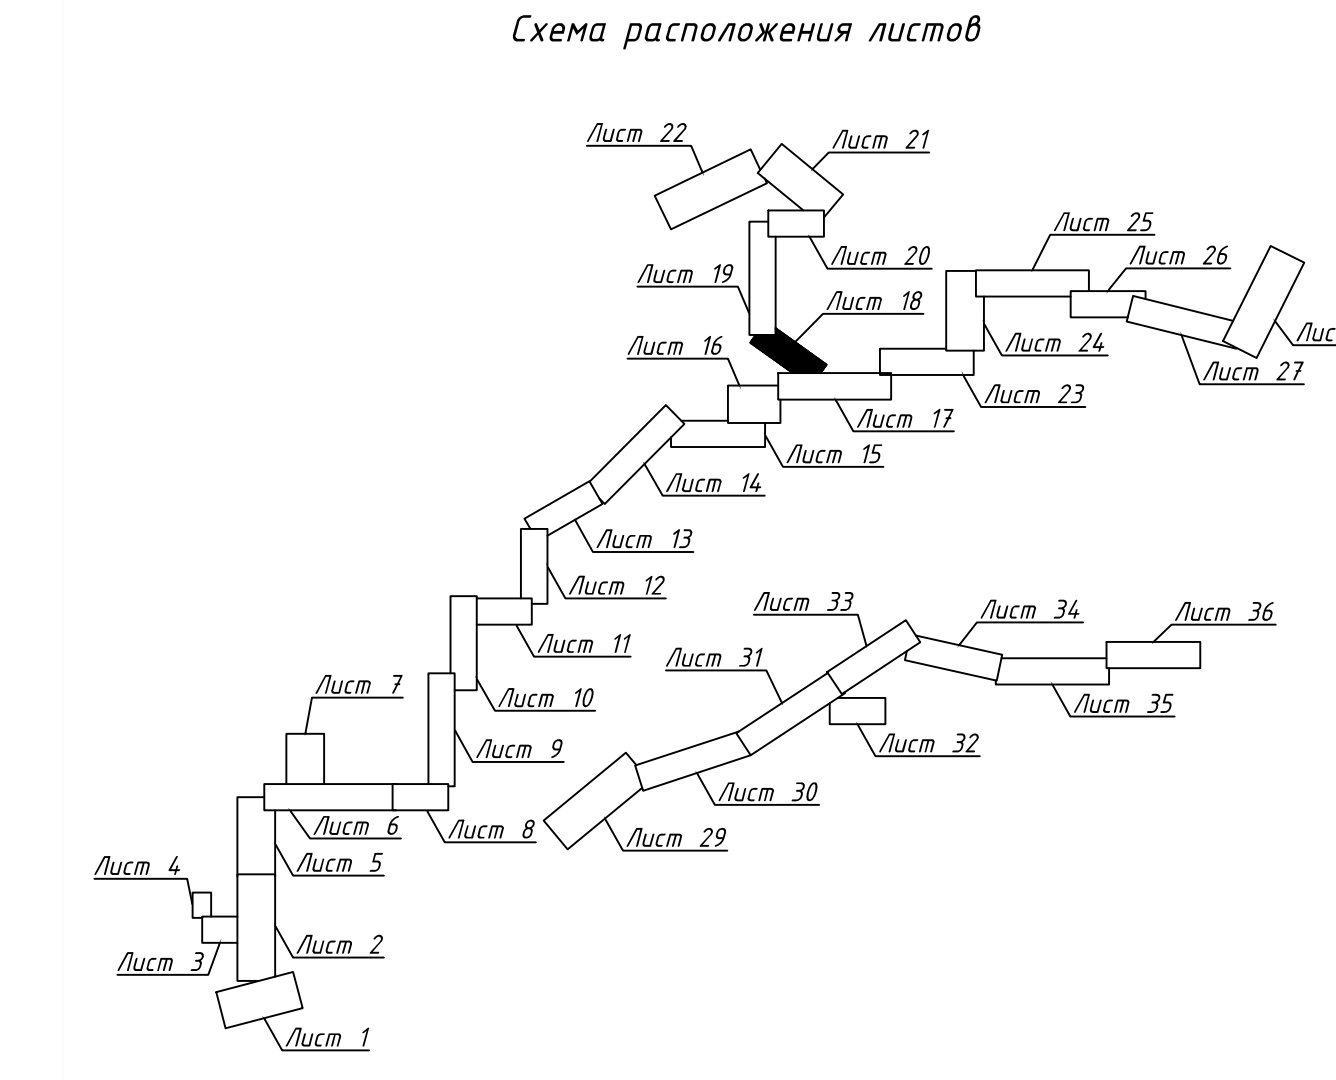 Схема расположения листов
Лист 22
Лист 21
Лист 25
Лист 20
Лист 26
Лист 19
Лист 18
Лис
Лист 16
Лист 24
Лист 27
Лист 23
Лист 17
Лист 15
Лист 14
Лист 13
Лист 12
Лист 33
Лист 34
Лист 36
Лист 11
Лист 31
Лист 7
Лист 10
Лист 35
Лист 9
Лист 32
Лист 30
Лист 6
Лист 8
Лист 29
Лист 4
Лист 5
Лист 2
Лист 3
Лист 1